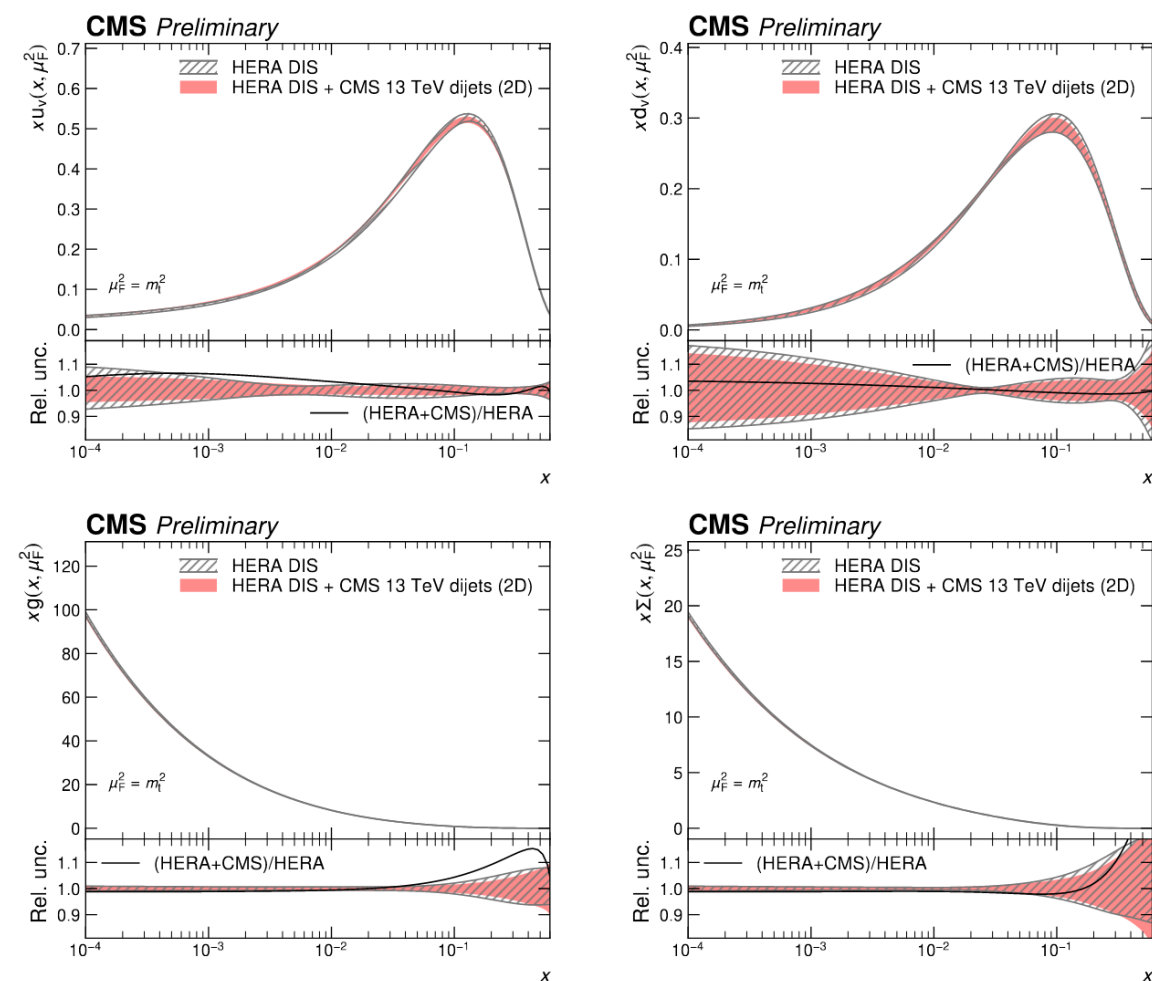 CMS Preliminary
0.7
0.6
0.5
0.4
0.3
0.2
0.1
0.0
xu_v(x, μ_F^2)
HERA DIS
HERA DIS + CMS 13 TeV dijets (2D)
μ_F^2 = m_t^2
1.1
1.0
0.9
Rel. unc.
(HERA+CMS)/HERA
10^−4 10^−3 10^−2 10^−1
x
CMS Preliminary
0.4
0.3
0.2
0.1
0.0
xd_v(x, μ_F^2)
HERA DIS
HERA DIS + CMS 13 TeV dijets (2D)
μ_F^2 = m_t^2
1.1
1.0
0.9
Rel. unc.
(HERA+CMS)/HERA
10^−4 10^−3 10^−2 10^−1
x
CMS Preliminary
120
100
80
60
40
20
0
xg(x, μ_F^2)
HERA DIS
HERA DIS + CMS 13 TeV dijets (2D)
μ_F^2 = m_t^2
1.1
1.0
0.9
Rel. unc.
(HERA+CMS)/HERA
10^−4 10^−3 10^−2 10^−1
x
CMS Preliminary
25
20
15
10
5
0
xΣ(x, μ_F^2)
HERA DIS
HERA DIS + CMS 13 TeV dijets (2D)
μ_F^2 = m_t^2
1.1
1.0
0.9
Rel. unc.
(HERA+CMS)/HERA
10^−4 10^−3 10^−2 10^−1
x